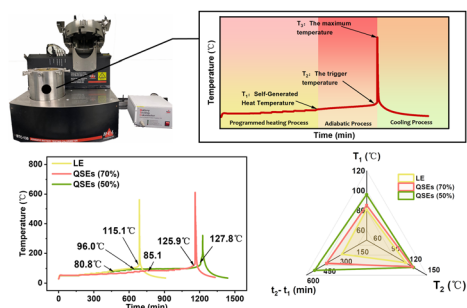 T₃: The maximum
temperature
T₂: The trigger
temperature
T₁: Self-Generated
Heat Temperature
Programmed heating Process
Adiabatic Process
Cooling Process
Temperature (℃)
Time (min)
LE
QSEs (70%)
QSEs (50%)
800
600
400
200
0
Temperature (℃)
115.1℃
96.0℃
80.8℃
85.1
125.9℃
127.8℃
0
300
600
900
1200
1500
Time (min)
T₁ (℃)
LE
QSEs (70%)
QSEs (50%)
120
100
80
60
60
90
120
150
T₂ (℃)
150
300
450
600
t₂- t₁ (min)